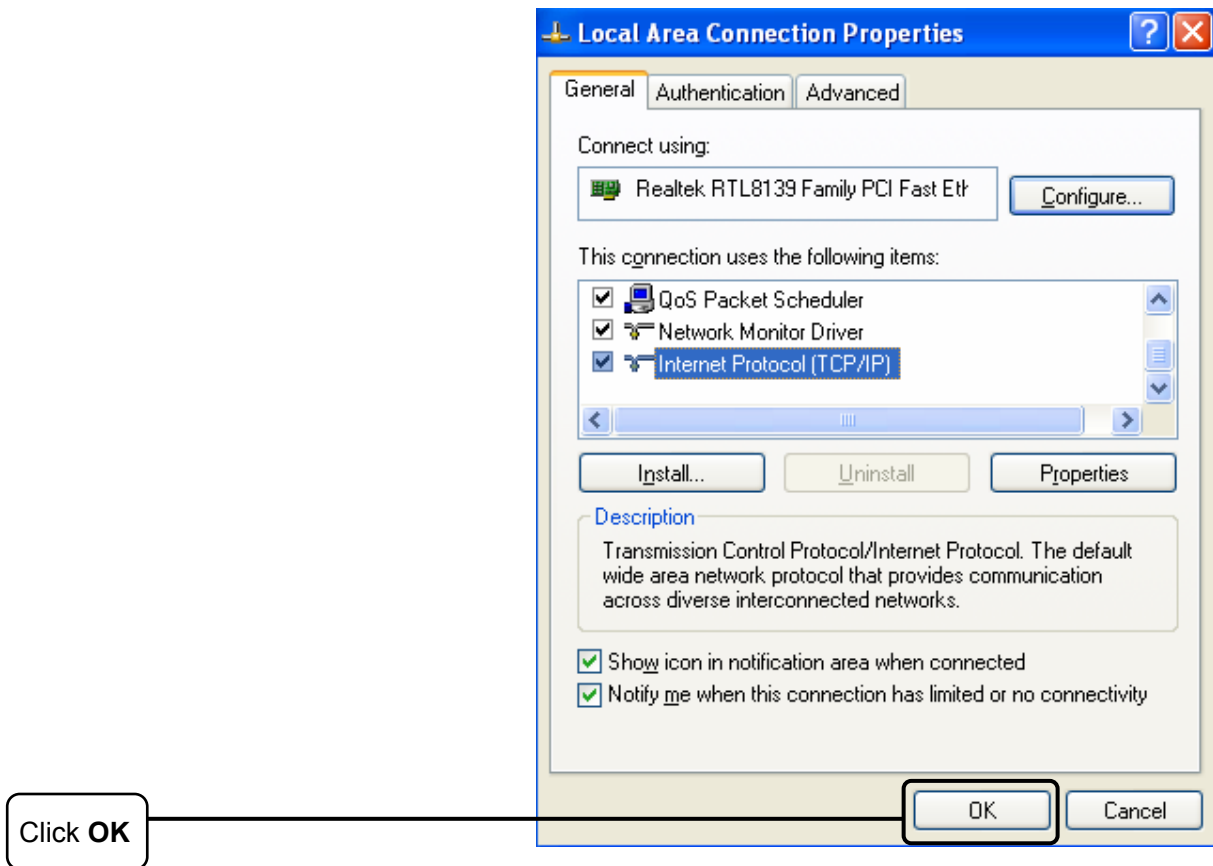 Local Area Connection Properties
General Authentication Advanced
Connect using:
Realtek RTL8139 Family PCI Fast Eth
Configure...
This connection uses the following items:
QoS Packet Scheduler
Network Monitor Driver
Internet Protocol (TCP/IP)
Install... Uninstall Properties
Description
Transmission Control Protocol/Internet Protocol. The default
wide area network protocol that provides communication
across diverse interconnected networks.
Show icon in notification area when connected
Notify me when this connection has limited or no connectivity
OK Cancel
Click OK